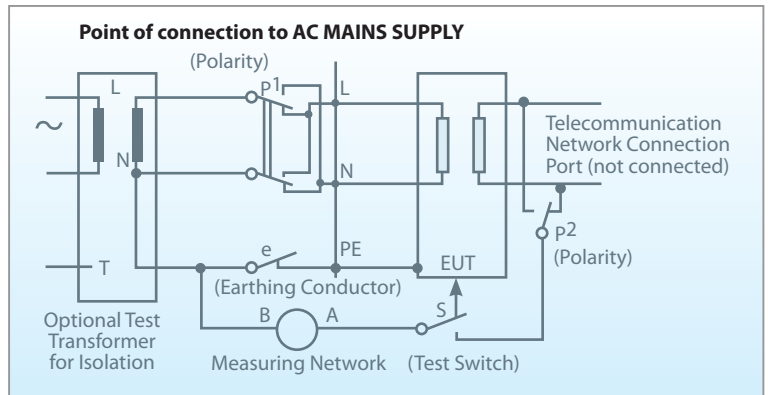 Point of connection to AC MAINS SUPPLY
(Polarity)
P1
L
L
Telecommunication
Network Connection
Port (not connected)
N
N
P2
(Polarity)
e
PE
T
EUT
(Earthing Conductor)
B
A
S
Optional Test
Transformer
for Isolation
Measuring Network
(Test Switch)